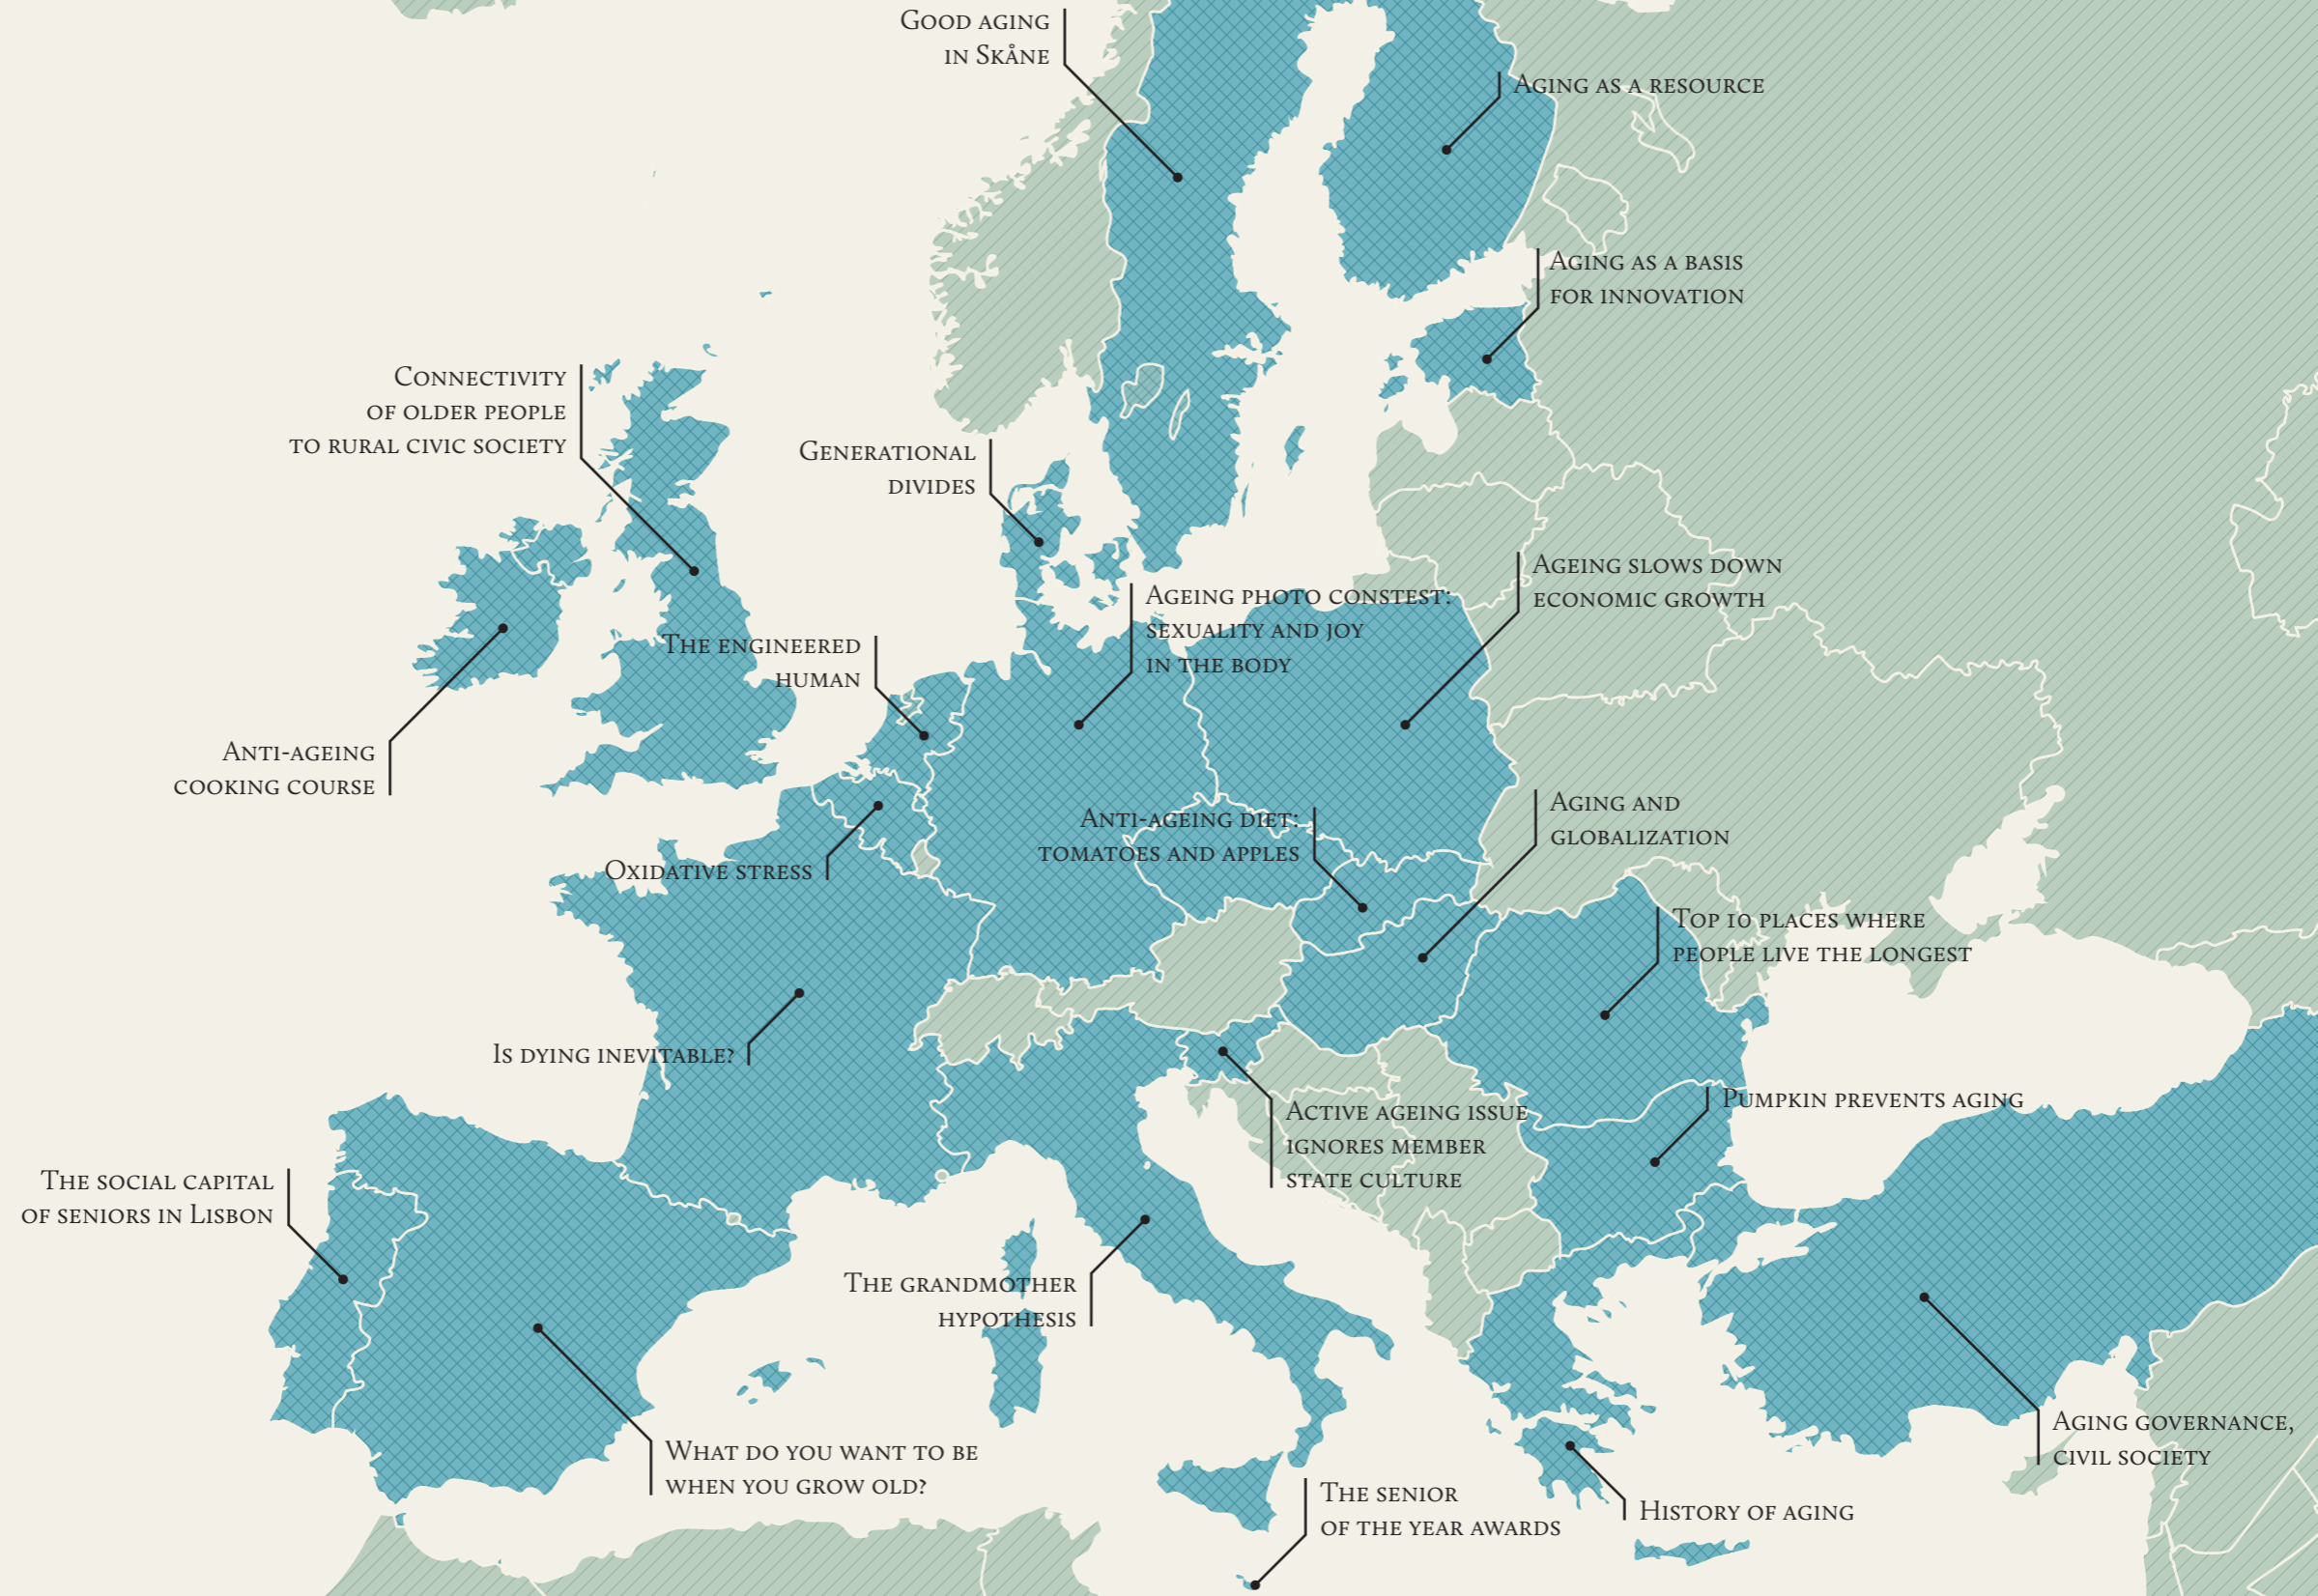 Good aging
in Skåne
Aging as a resource
Aging as a basis
for innovation
Connectivity
of older people
to rural civic society
Generational
divides
Ageing slows down
economic growth
Ageing photo constest:
sexuality and joy
in the body
The engineered
human
Anti-ageing
cooking course
Aging and
globalization
Anti-ageing diet:
tomatoes and apples
Oxidative stress
Top 10 places where
people live the longest
Is dying inevitable?
Pumpkin prevents aging
Active ageing issue
ignores member
state culture
The social capital
of seniors in Lisbon
The grandmother
hypothesis
Aging governance,
civil society
What do you want to be
when you grow old?
The senior
of the year awards
History of aging